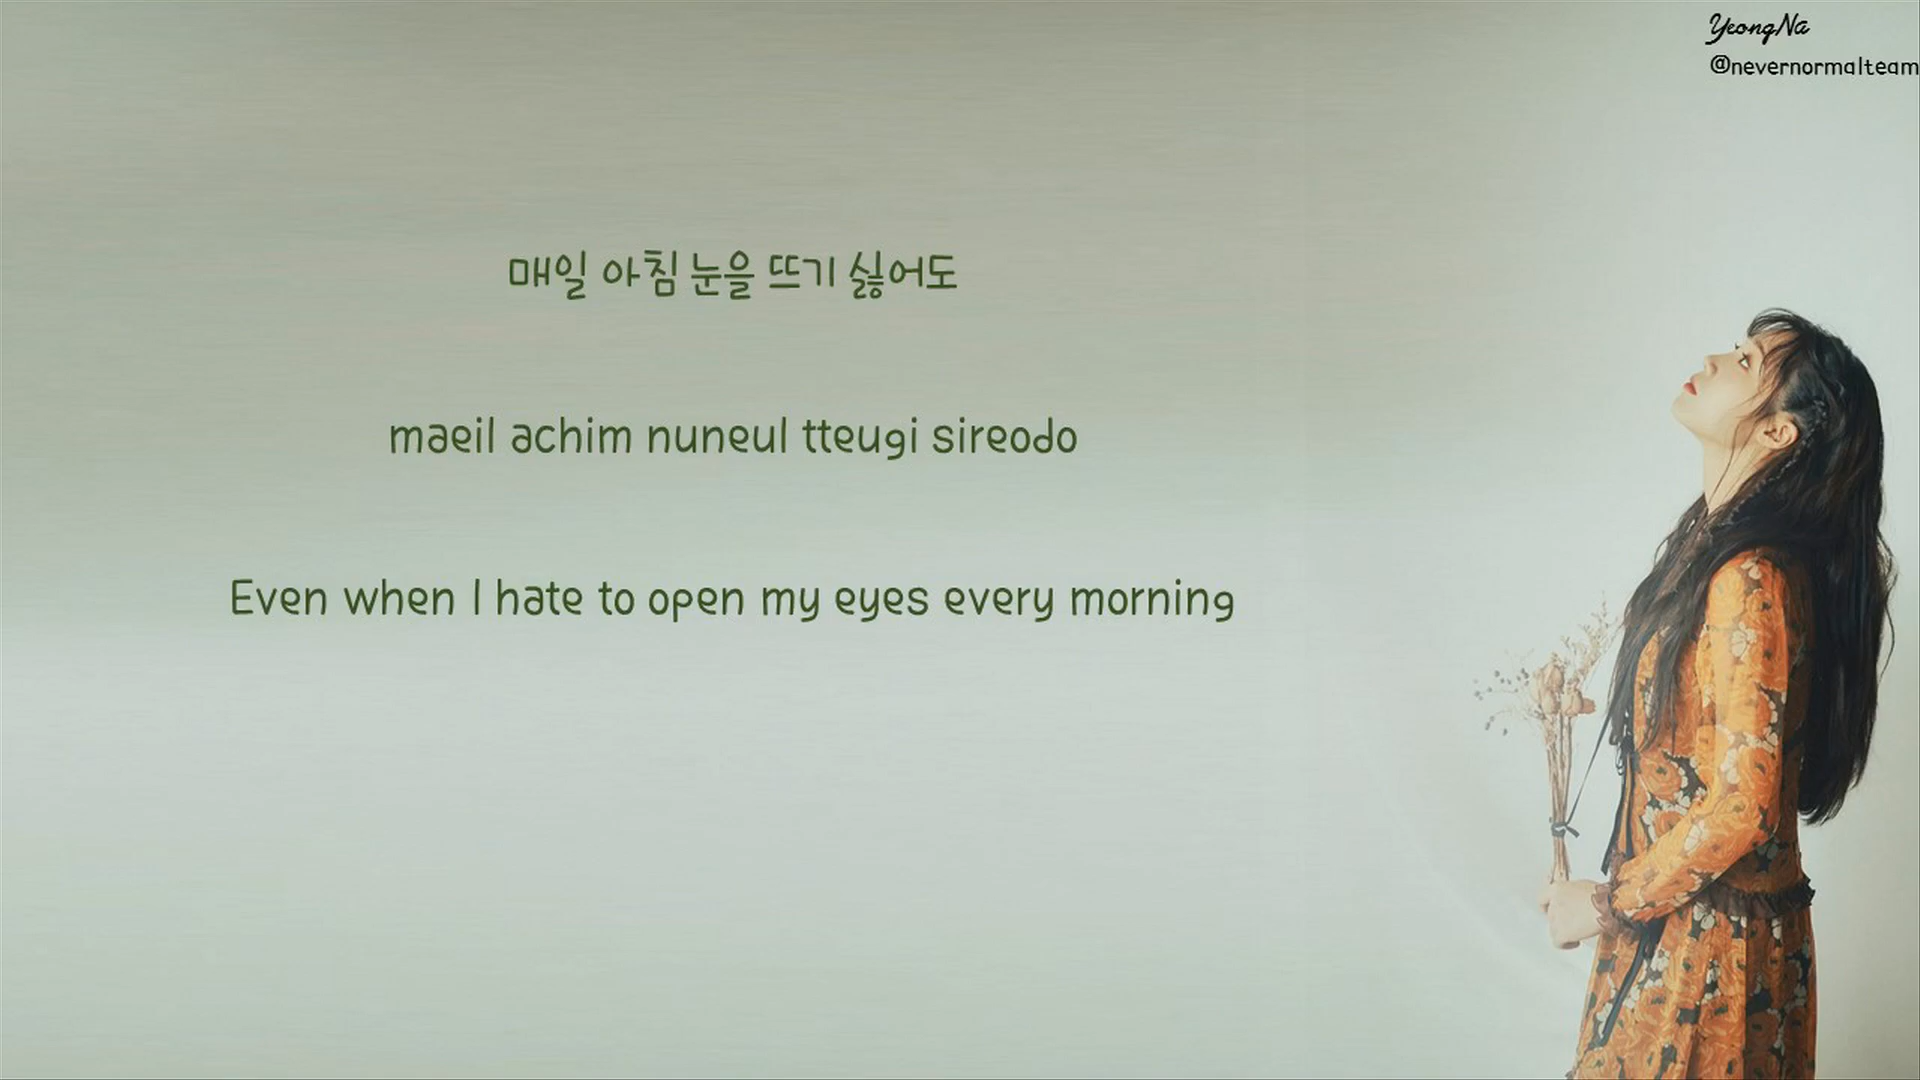 YeongNa
@nevernormalteam
매일 아침 눈을 뜨기 싫어도
maeil achim nuneul tteugi sireodo
Even when I hate to open my eyes every morning